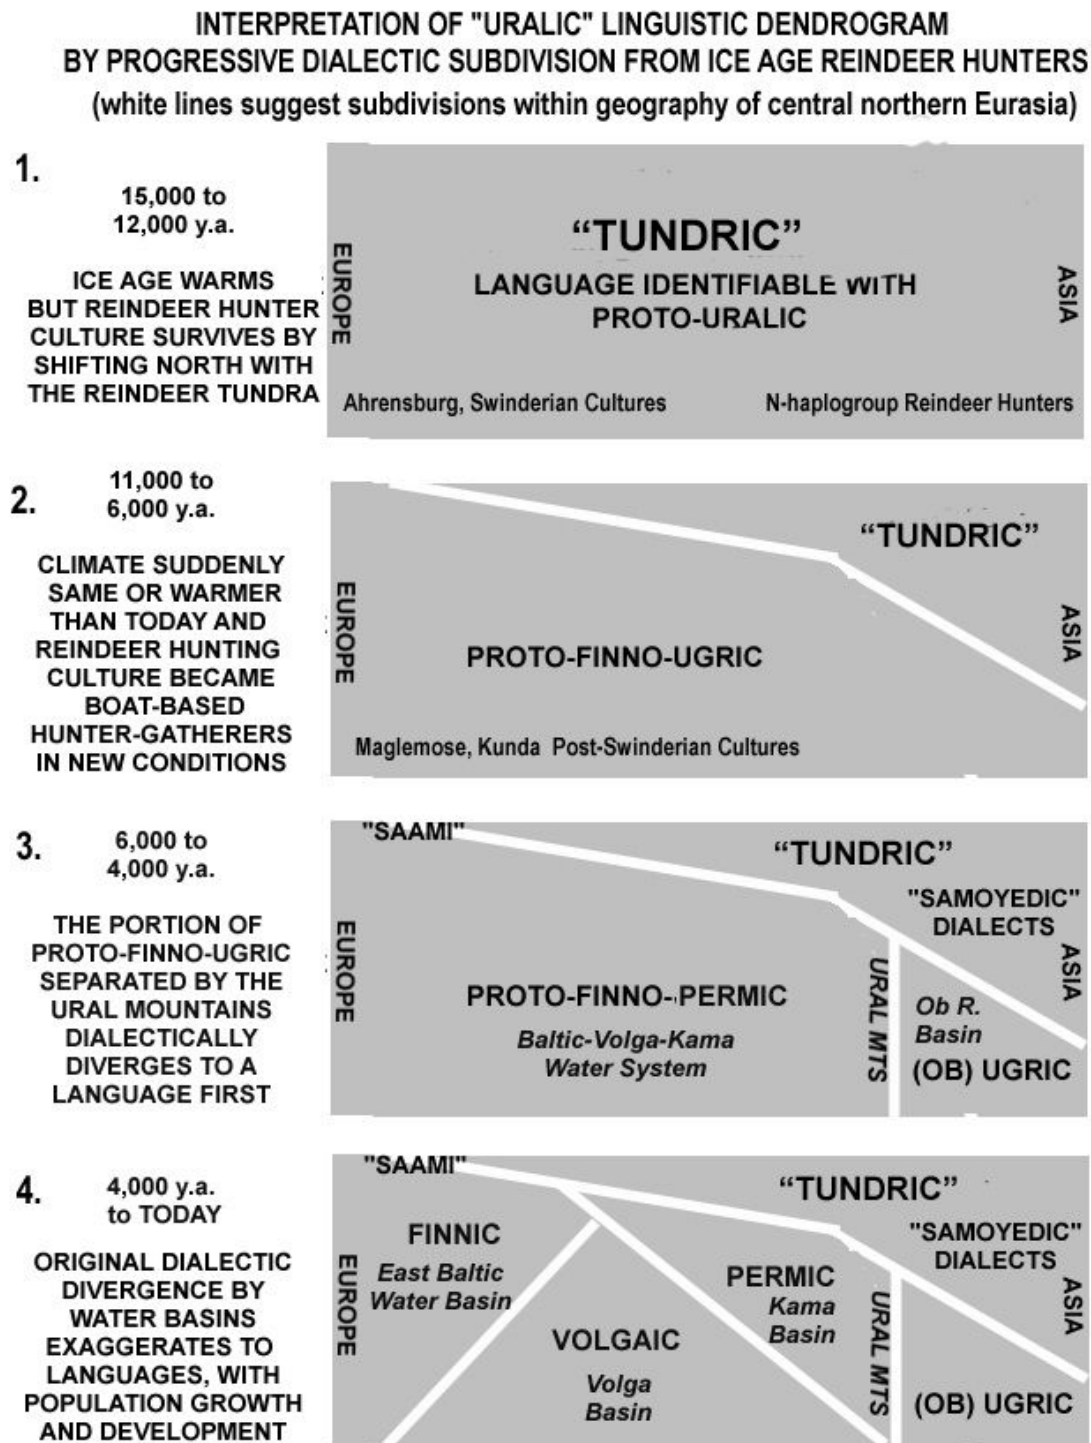 INTERPRETATION OF "URALIC" LINGUISTIC DENDROGRAM
BY PROGRESSIVE DIALECTIC SUBDIVISION FROM ICE AGE REINDEER HUNTERS
(white lines suggest subdivisions within geography of central northern Eurasia)
1.
15,000 to
12,000 y.a.
ICE AGE WARMS
BUT REINDEER HUNTER
CULTURE SURVIVES BY
SHIFTING NORTH WITH
THE REINDEER TUNDRA
EUROPE
“TUNDRIC”
LANGUAGE IDENTIFIABLE WITH
PROTO-URALIC
ASIA
Ahrensburg, Swinderian Cultures
N-haplogroup Reindeer Hunters
2.
11,000 to
6,000 y.a.
CLIMATE SUDDENLY
SAME OR WARMER
THAN TODAY AND
REINDEER HUNTING
CULTURE BECAME
BOAT-BASED
HUNTER-GATHERERS
IN NEW CONDITIONS
EUROPE
“TUNDRIC”
ASIA
PROTO-FINNO-UGRIC
Maglemose, Kunda Post-Swinderian Cultures
3.
6,000 to
4,000 y.a.
THE PORTION OF
PROTO-FINNO-UGRIC
SEPARATED BY THE
URAL MOUNTAINS
DIALECTICALLY
DIVERGES TO A
LANGUAGE FIRST
"SAAMI"
“TUNDRIC”
"SAMOYEDIC"
DIALECTS
EUROPE
ASIA
PROTO-FINNO-PERMIC
Baltic-Volga-Kama
Water System
URAL MTS
Ob R.
Basin
(OB) UGRIC
4.
4,000 y.a.
to TODAY
ORIGINAL DIALECTIC
DIVERGENCE BY
WATER BASINS
EXAGGERATES TO
LANGUAGES, WITH
POPULATION GROWTH
AND DEVELOPMENT
"SAAMI"
“TUNDRIC”
"SAMOYEDIC"
DIALECTS
EUROPE
ASIA
FINNIC
East Baltic
Water Basin
VOLGAIC
Volga
Basin
PERMIC
Kama
Basin
URAL MTS
(OB) UGRIC